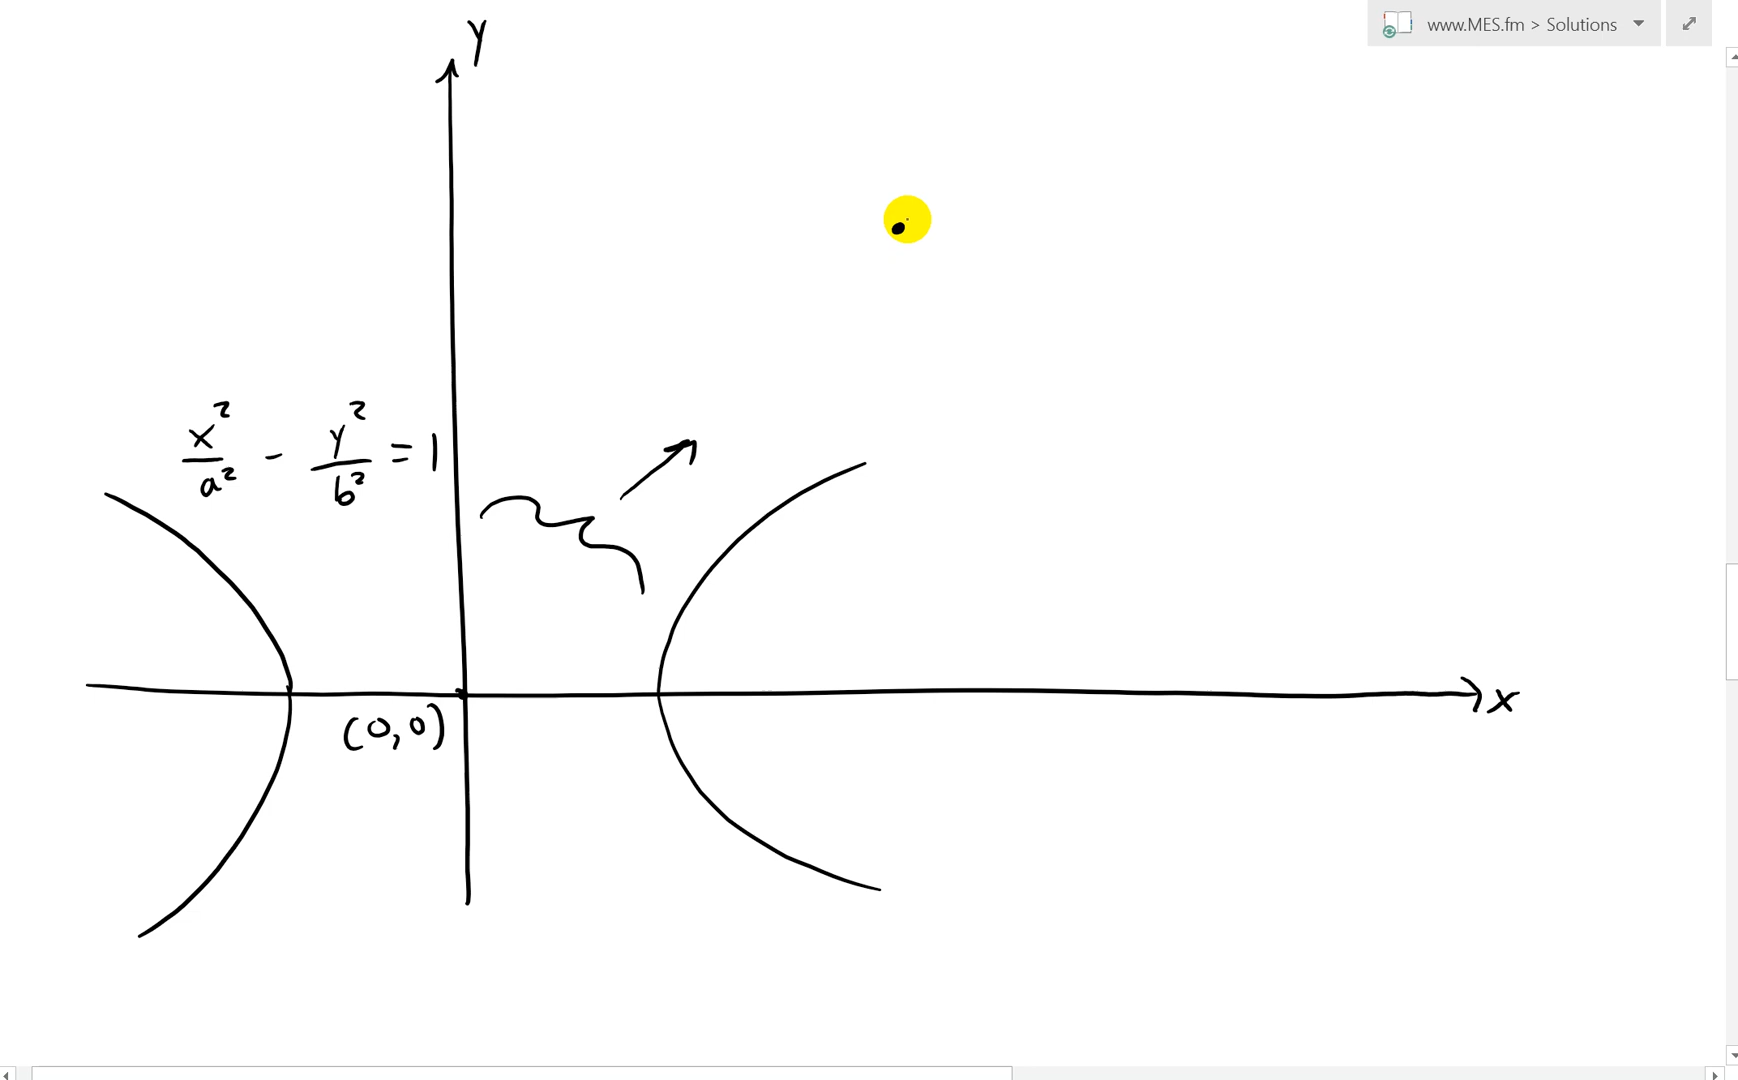 www.MES.fm > Solutions
y
x²/a² - y²/b² = 1
x
(0,0)